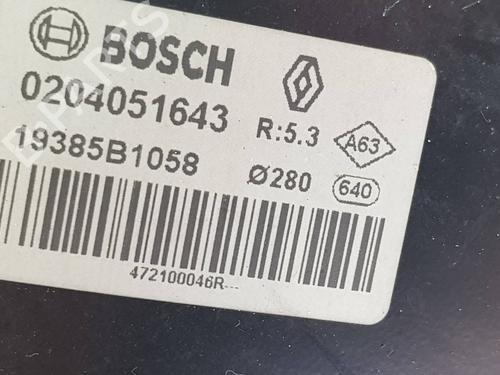 BOSCH
0204051643
R:5.3
A63
19385B1058
Ø280
640
472100046R---